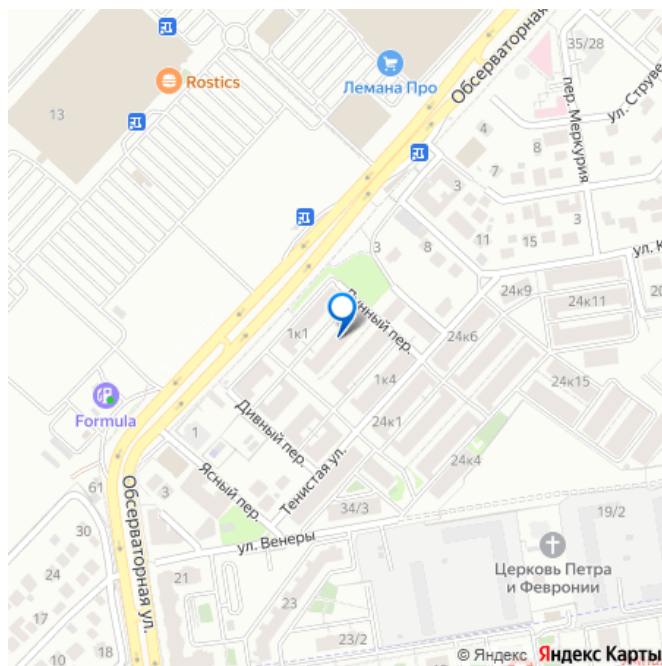 35/28
Обсерваторная
ул. Струве
пер. Меркурия
Rostics
Лемана Про
13
4
8
7
3
3
11
15
3
8
ул. К
24к9
24к11
Лунный пер.
1к1
24к6
1к4
24к15
Formula
Дивный пер.
24к1
1
24к4
Тенистая ул.
Ясный пер.
61
3
34/3
19/2
30
Обсерваторная ул.
ул. Венеры
Церковь Петра
и Февронии
24
21
22
23
20
18
10
23/2
© Яндекс Яндекс Карты